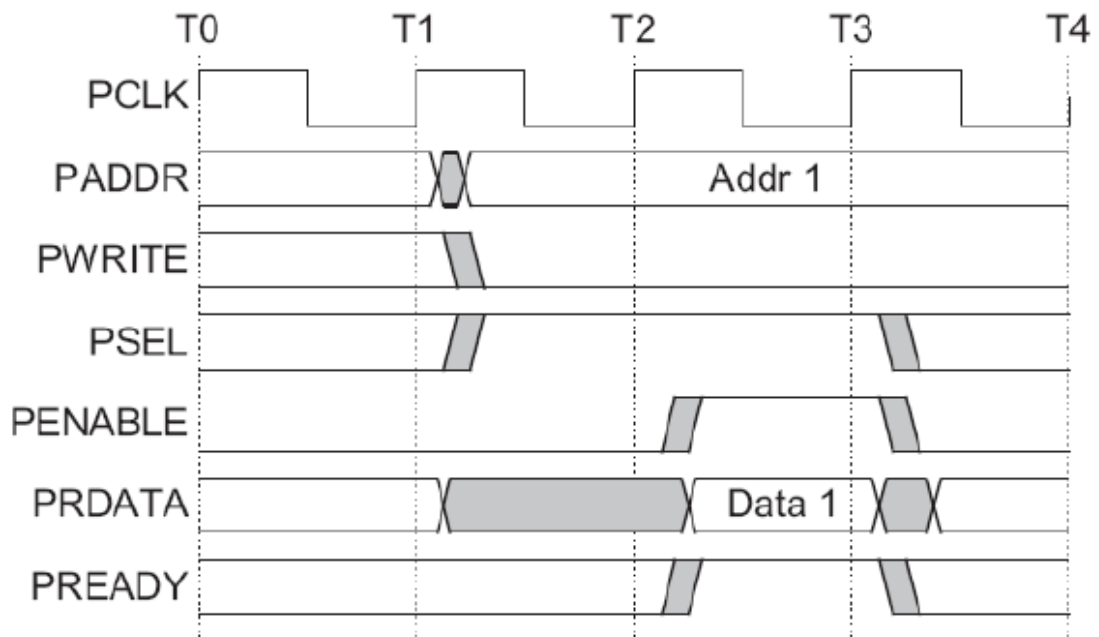 T0 T1 T2 T3 T4
PCLK
PADDR Addr 1
PWRITE
PSEL
PENABLE
PRDATA Data 1
PREADY